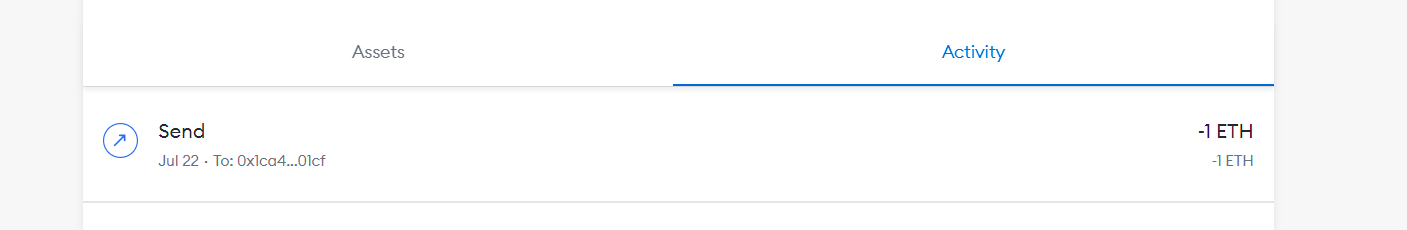 Assets
Activity
Send
-1 ETH
Jul 22 · To: 0x1ca4...01cf
-1 ETH